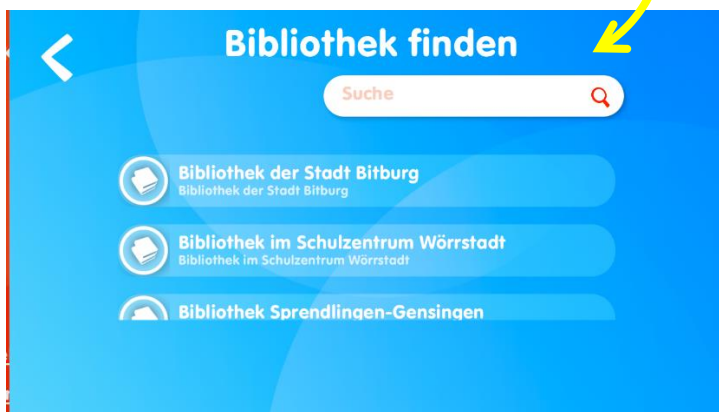 Bibliothek finden
Suche
Bibliothek der Stadt Bitburg
Bibliothek der Stadt Bitburg
Bibliothek im Schulzentrum Wörrstadt
Bibliothek im Schulzentrum Wörrstadt
Bibliothek Sprendlingen-Gensingen